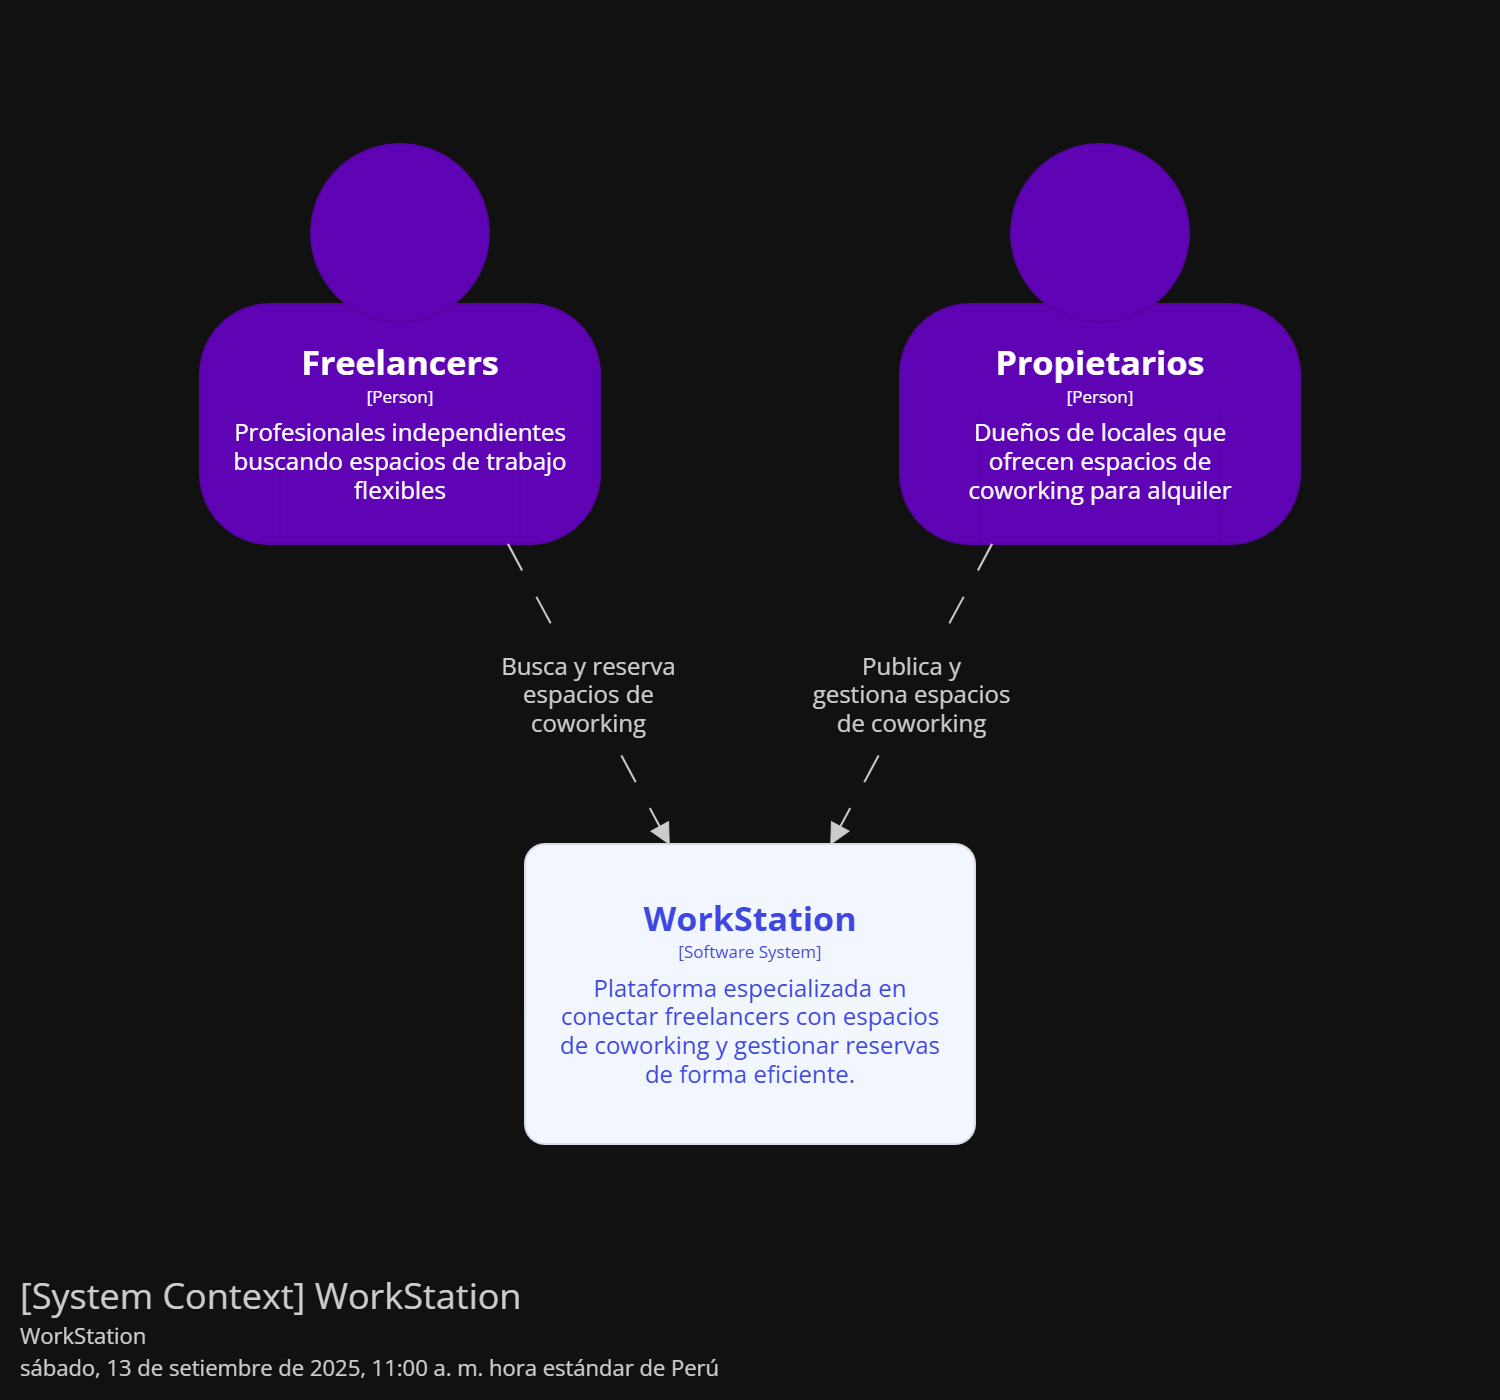 Freelancers
[Person]
Profesionales independientes
buscando espacios de trabajo
flexibles
Propietarios
[Person]
Dueños de locales que
ofrecen espacios de
coworking para alquiler
Busca y reserva
espacios de
coworking
Publica y
gestiona espacios
de coworking
WorkStation
[Software System]
Plataforma especializada en
conectar freelancers con espacios
de coworking y gestionar reservas
de forma eficiente.
[System Context] WorkStation
WorkStation
sábado, 13 de setiembre de 2025, 11:00 a. m. hora estándar de Perú